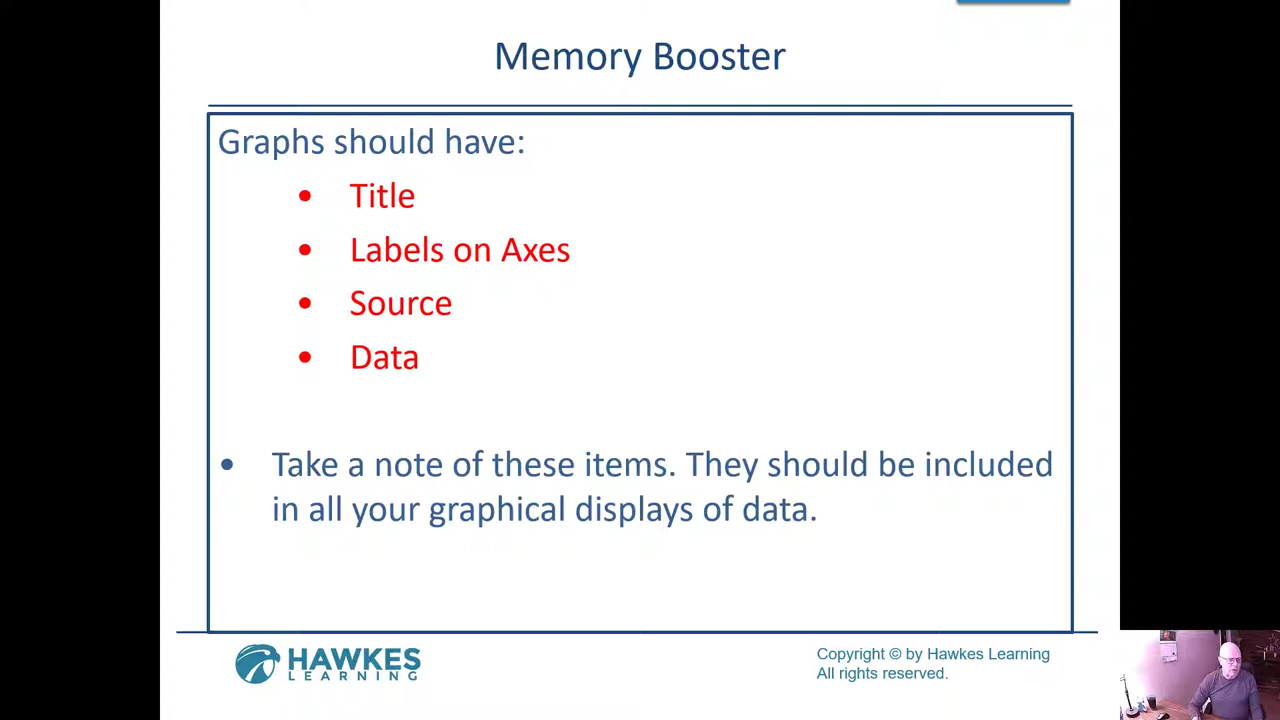 Memory Booster
Graphs should have:
• Title
• Labels on Axes
• Source
• Data
• Take a note of these items. They should be included
in all your graphical displays of data.
HAWKES
LEARNING
Copyright © by Hawkes Learning
All rights reserved.